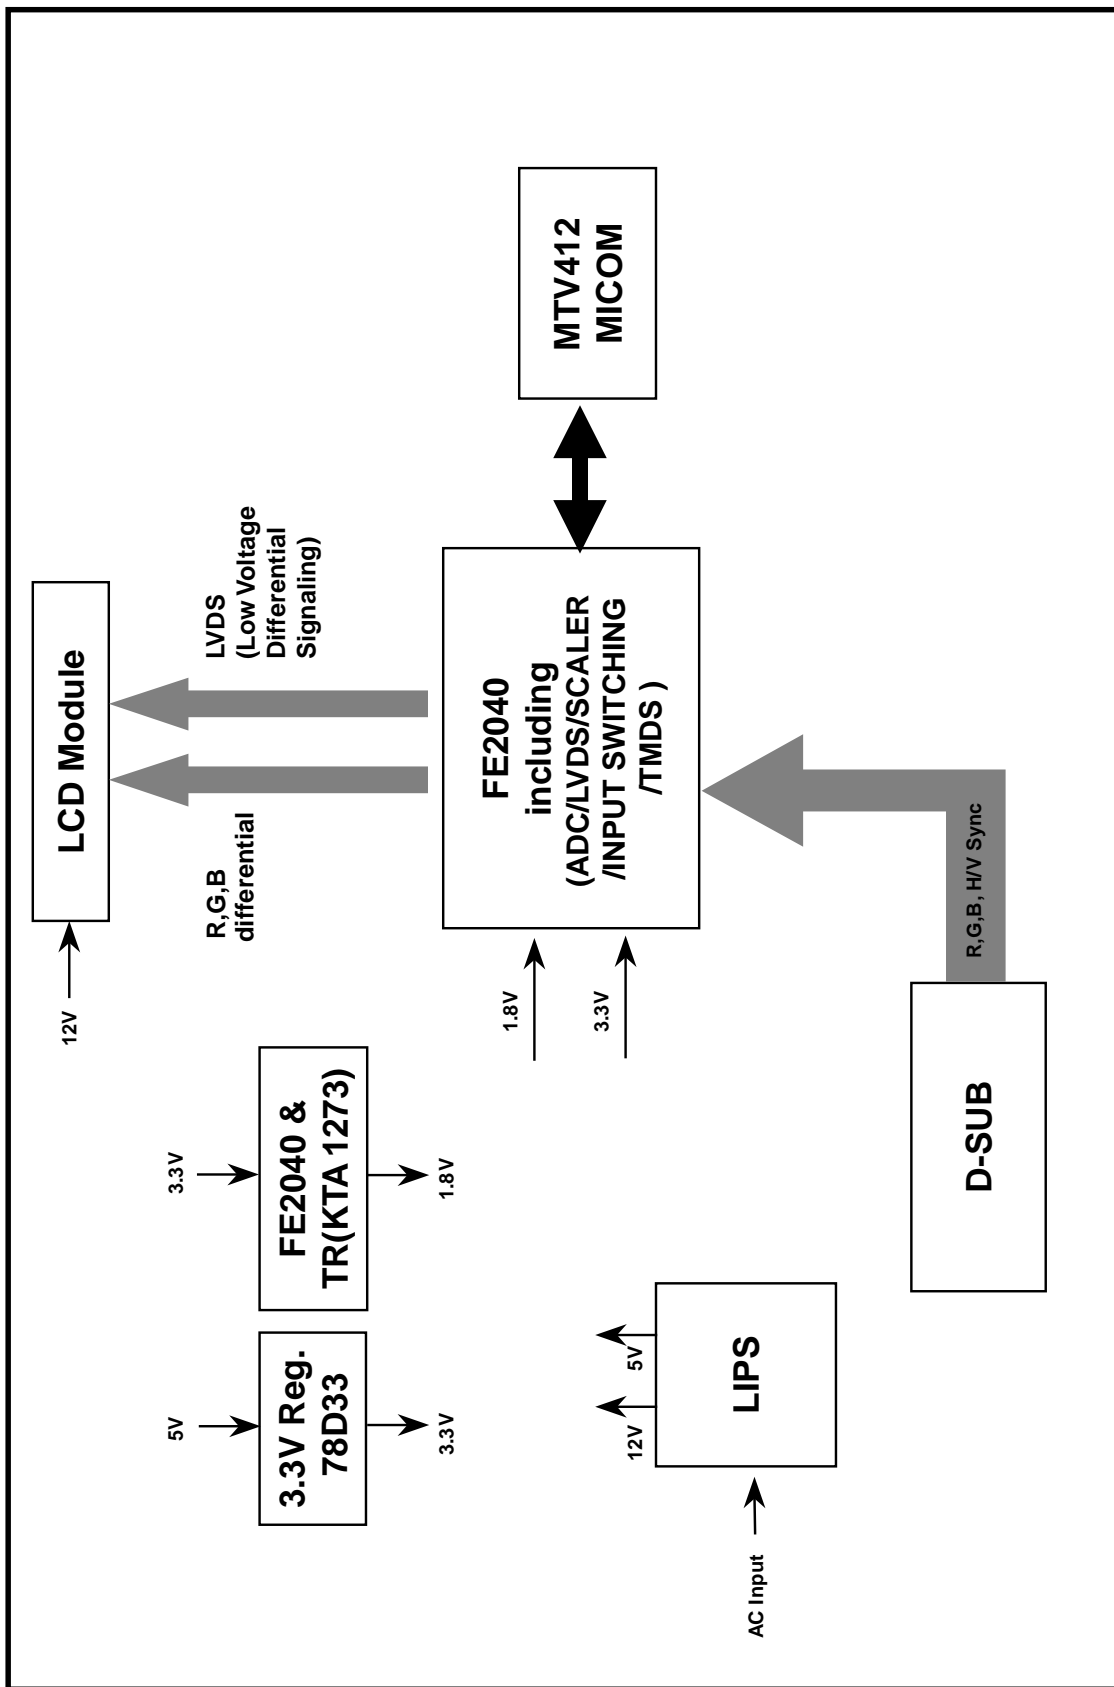 12V
LCD Module
R,G,B
differential
LVDS
(Low Voltage
Differential
Signaling)
5V
3.3V Reg.
78D33
3.3V
3.3V
FE2040 &
TR(KTA 1273)
1.8V
1.8V
3.3V
FE2040
including
(ADC/LVDS/SCALER
/INPUT SWITCHING
/TMDS )
MTV412
MICOM
AC Input
12V
5V
LIPS
D-SUB
R,G,B, H/V Sync